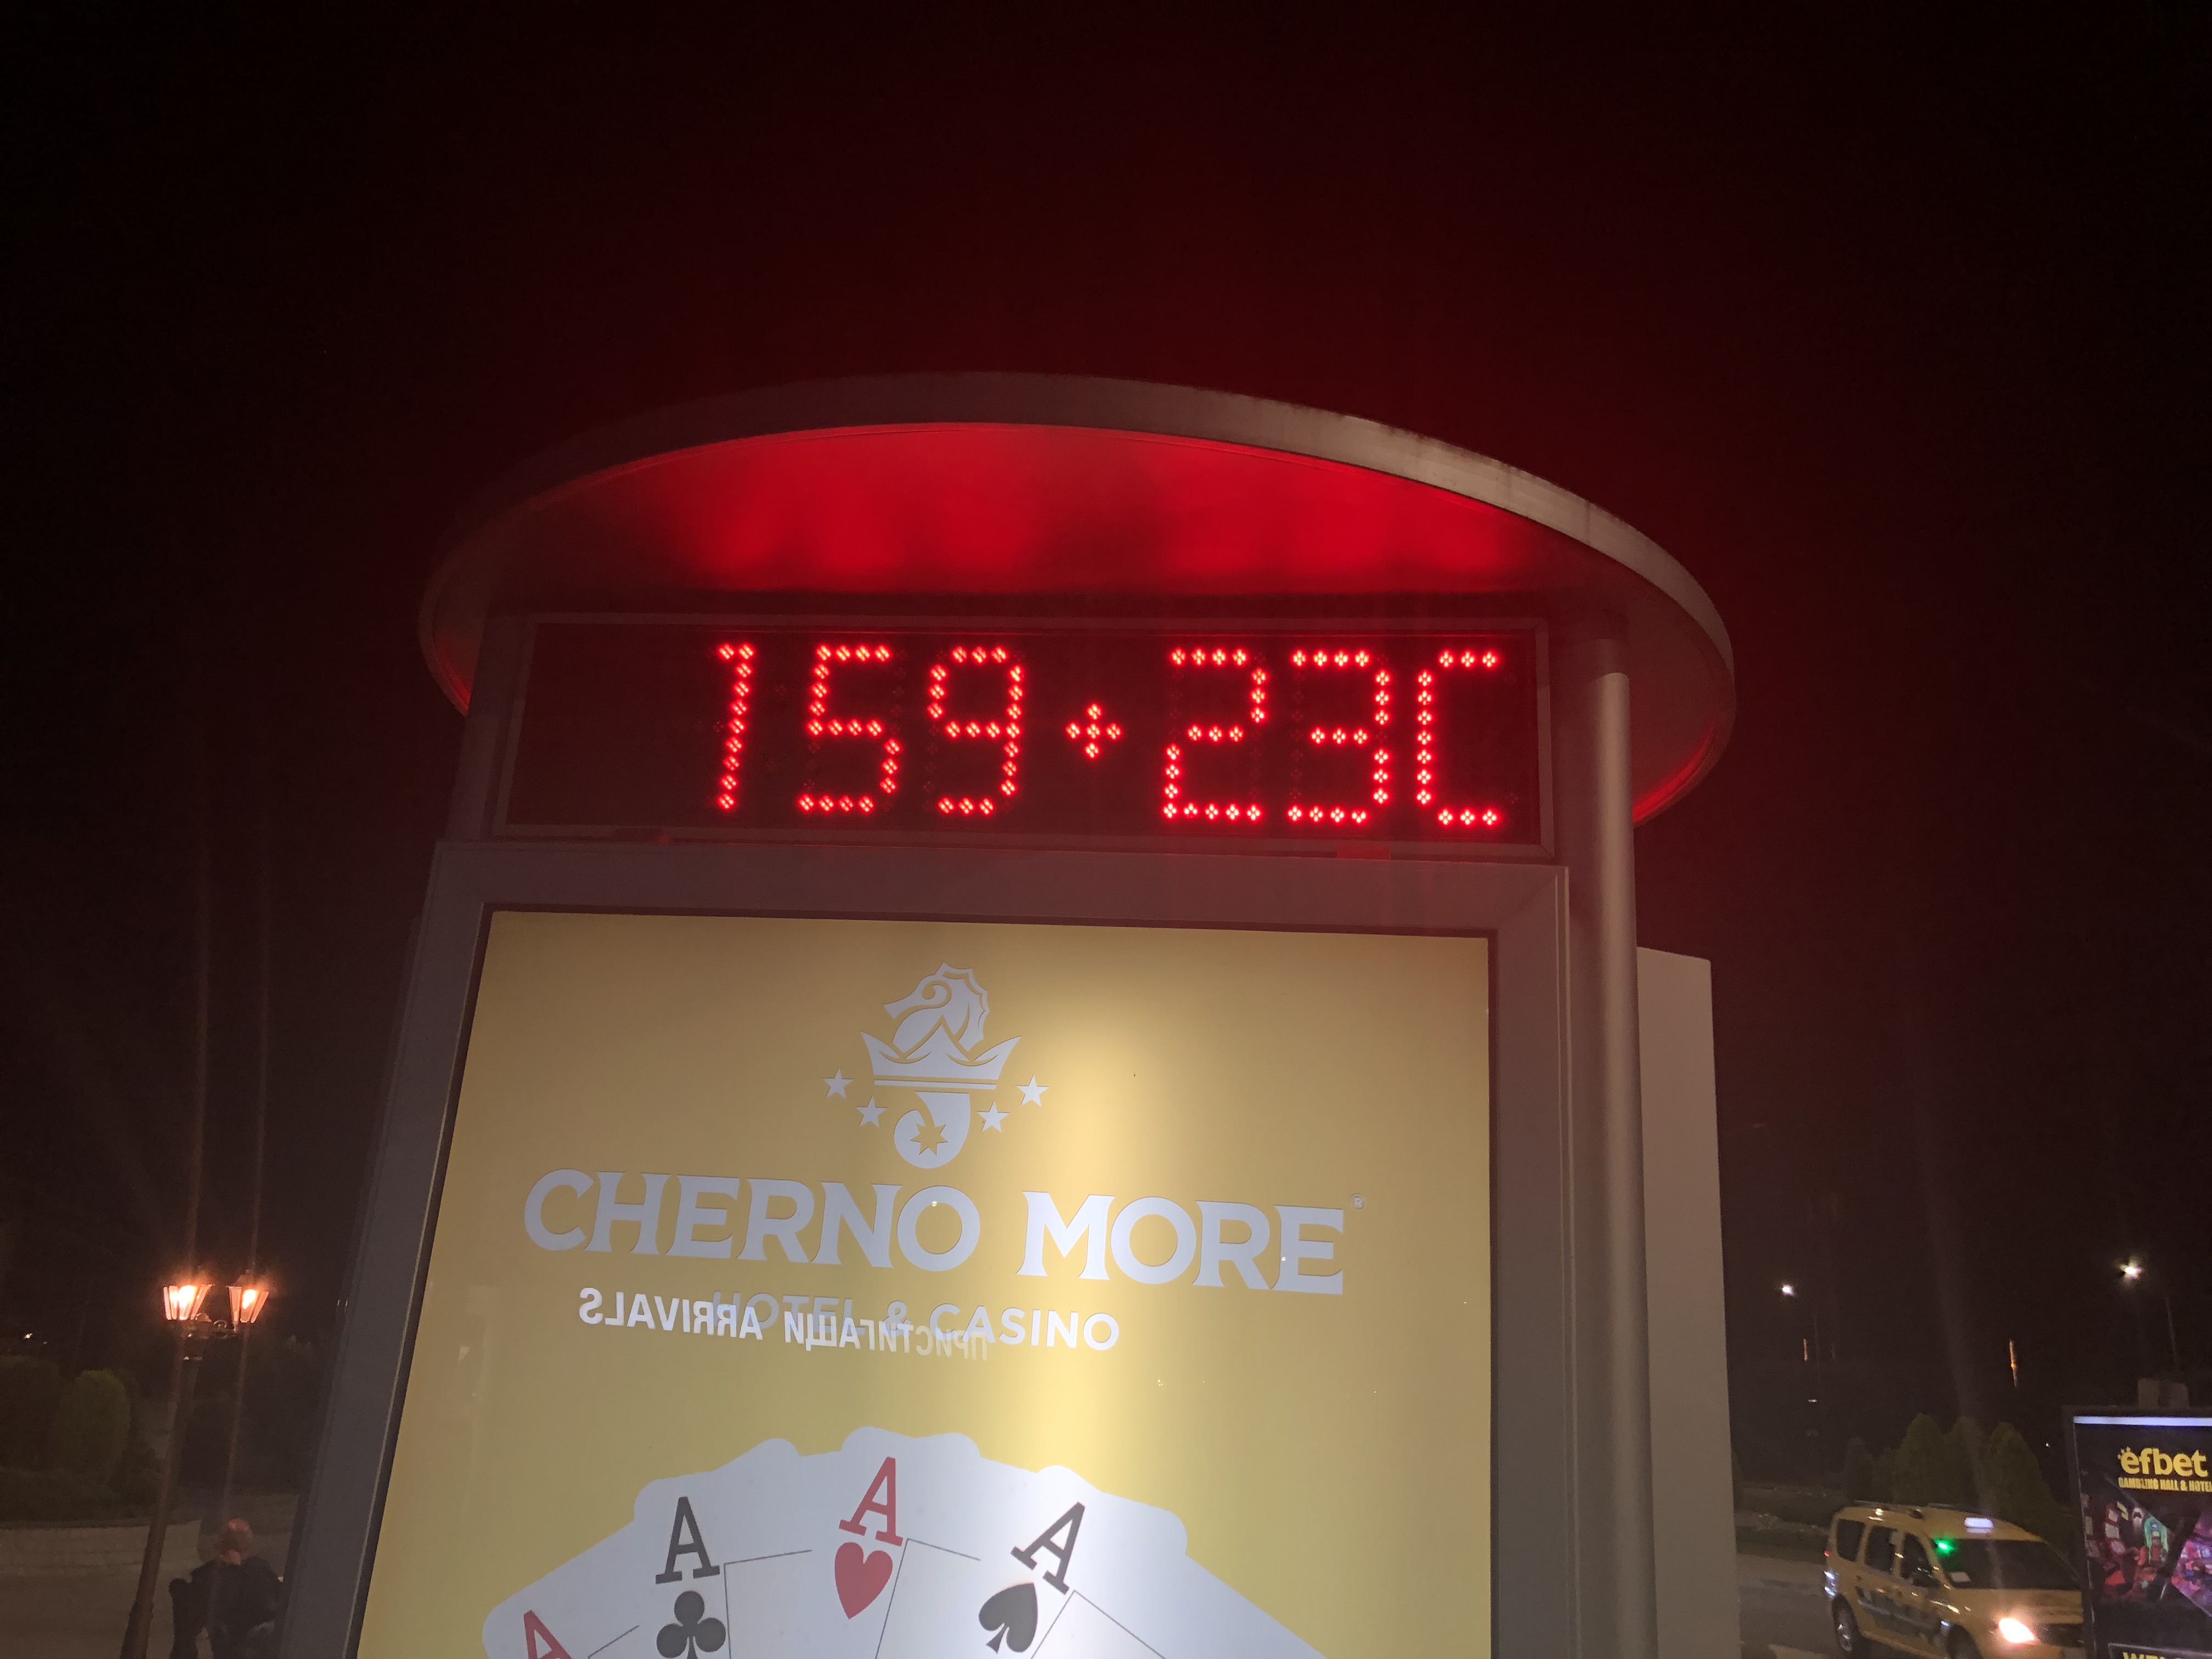 159+23C
CHERNO MORE®
HOTEL & CASINO
ПРИСТИГАЩИ ARRIVALS
A
A
A
A
efbet
GAMBLING HALL & HOTEL